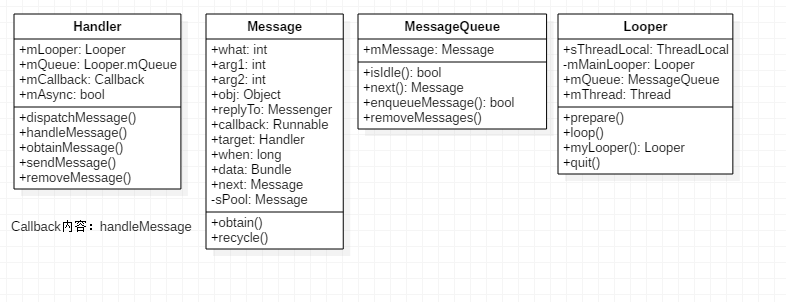 Handler
+mLooper: Looper
+mQueue: Looper.mQueue
+mCallback: Callback
+mAsync: bool
+dispatchMessage()
+handleMessage()
+obtainMessage()
+sendMessage()
+removeMessage()
Callback内容：handleMessage
Message
+what: int
+arg1: int
+arg2: int
+obj: Object
+replyTo: Messenger
+callback: Runnable
+target: Handler
+when: long
+data: Bundle
+next: Message
-sPool: Message
+obtain()
+recycle()
MessageQueue
+mMessage: Message
+isIdle(): bool
+next(): Message
+enqueueMessage(): bool
+removeMessages()
Looper
+sThreadLocal: ThreadLocal
-mMainLooper: Looper
+mQueue: MessageQueue
+mThread: Thread
+prepare()
+loop()
+myLooper(): Looper
+quit()